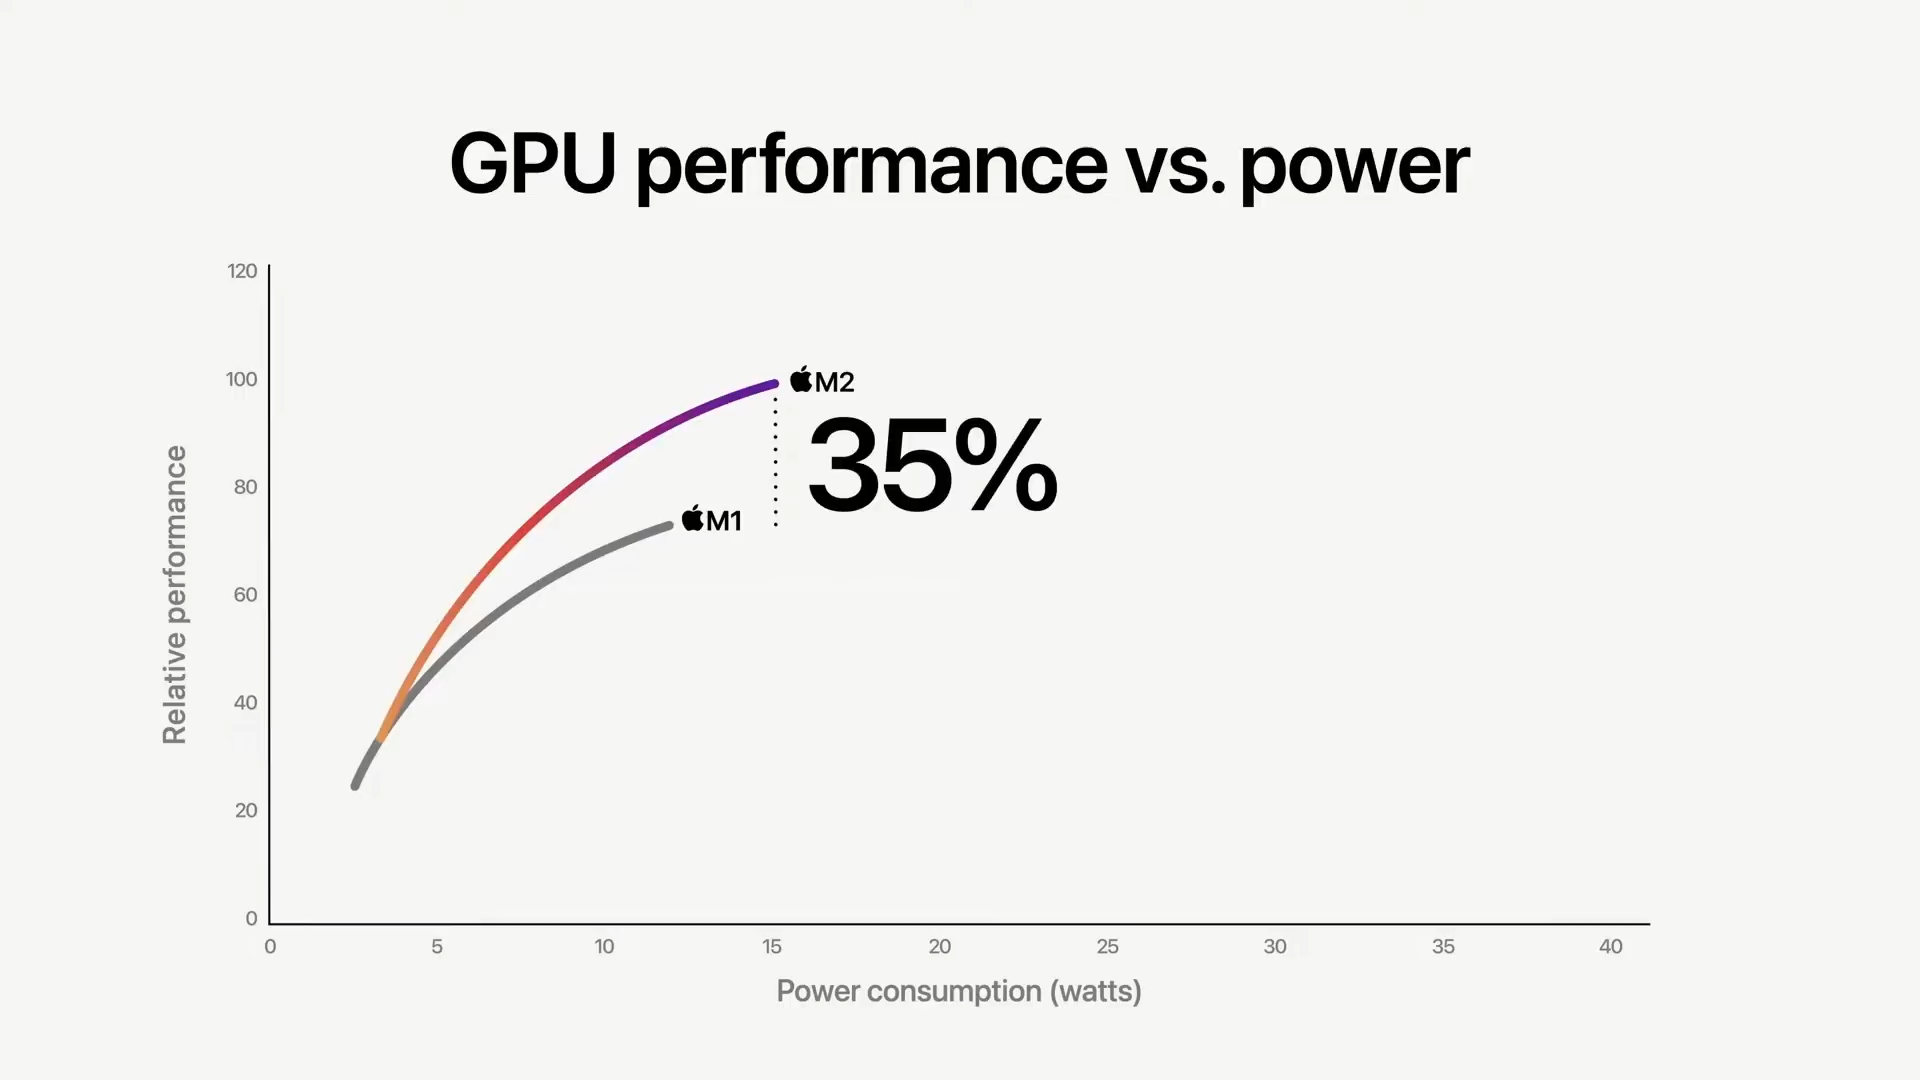 GPU performance vs. power
120
100
80
60
40
20
0
Relative performance
M2
35%
M1
0 5 10 15 20 25 30 35 40
Power consumption (watts)